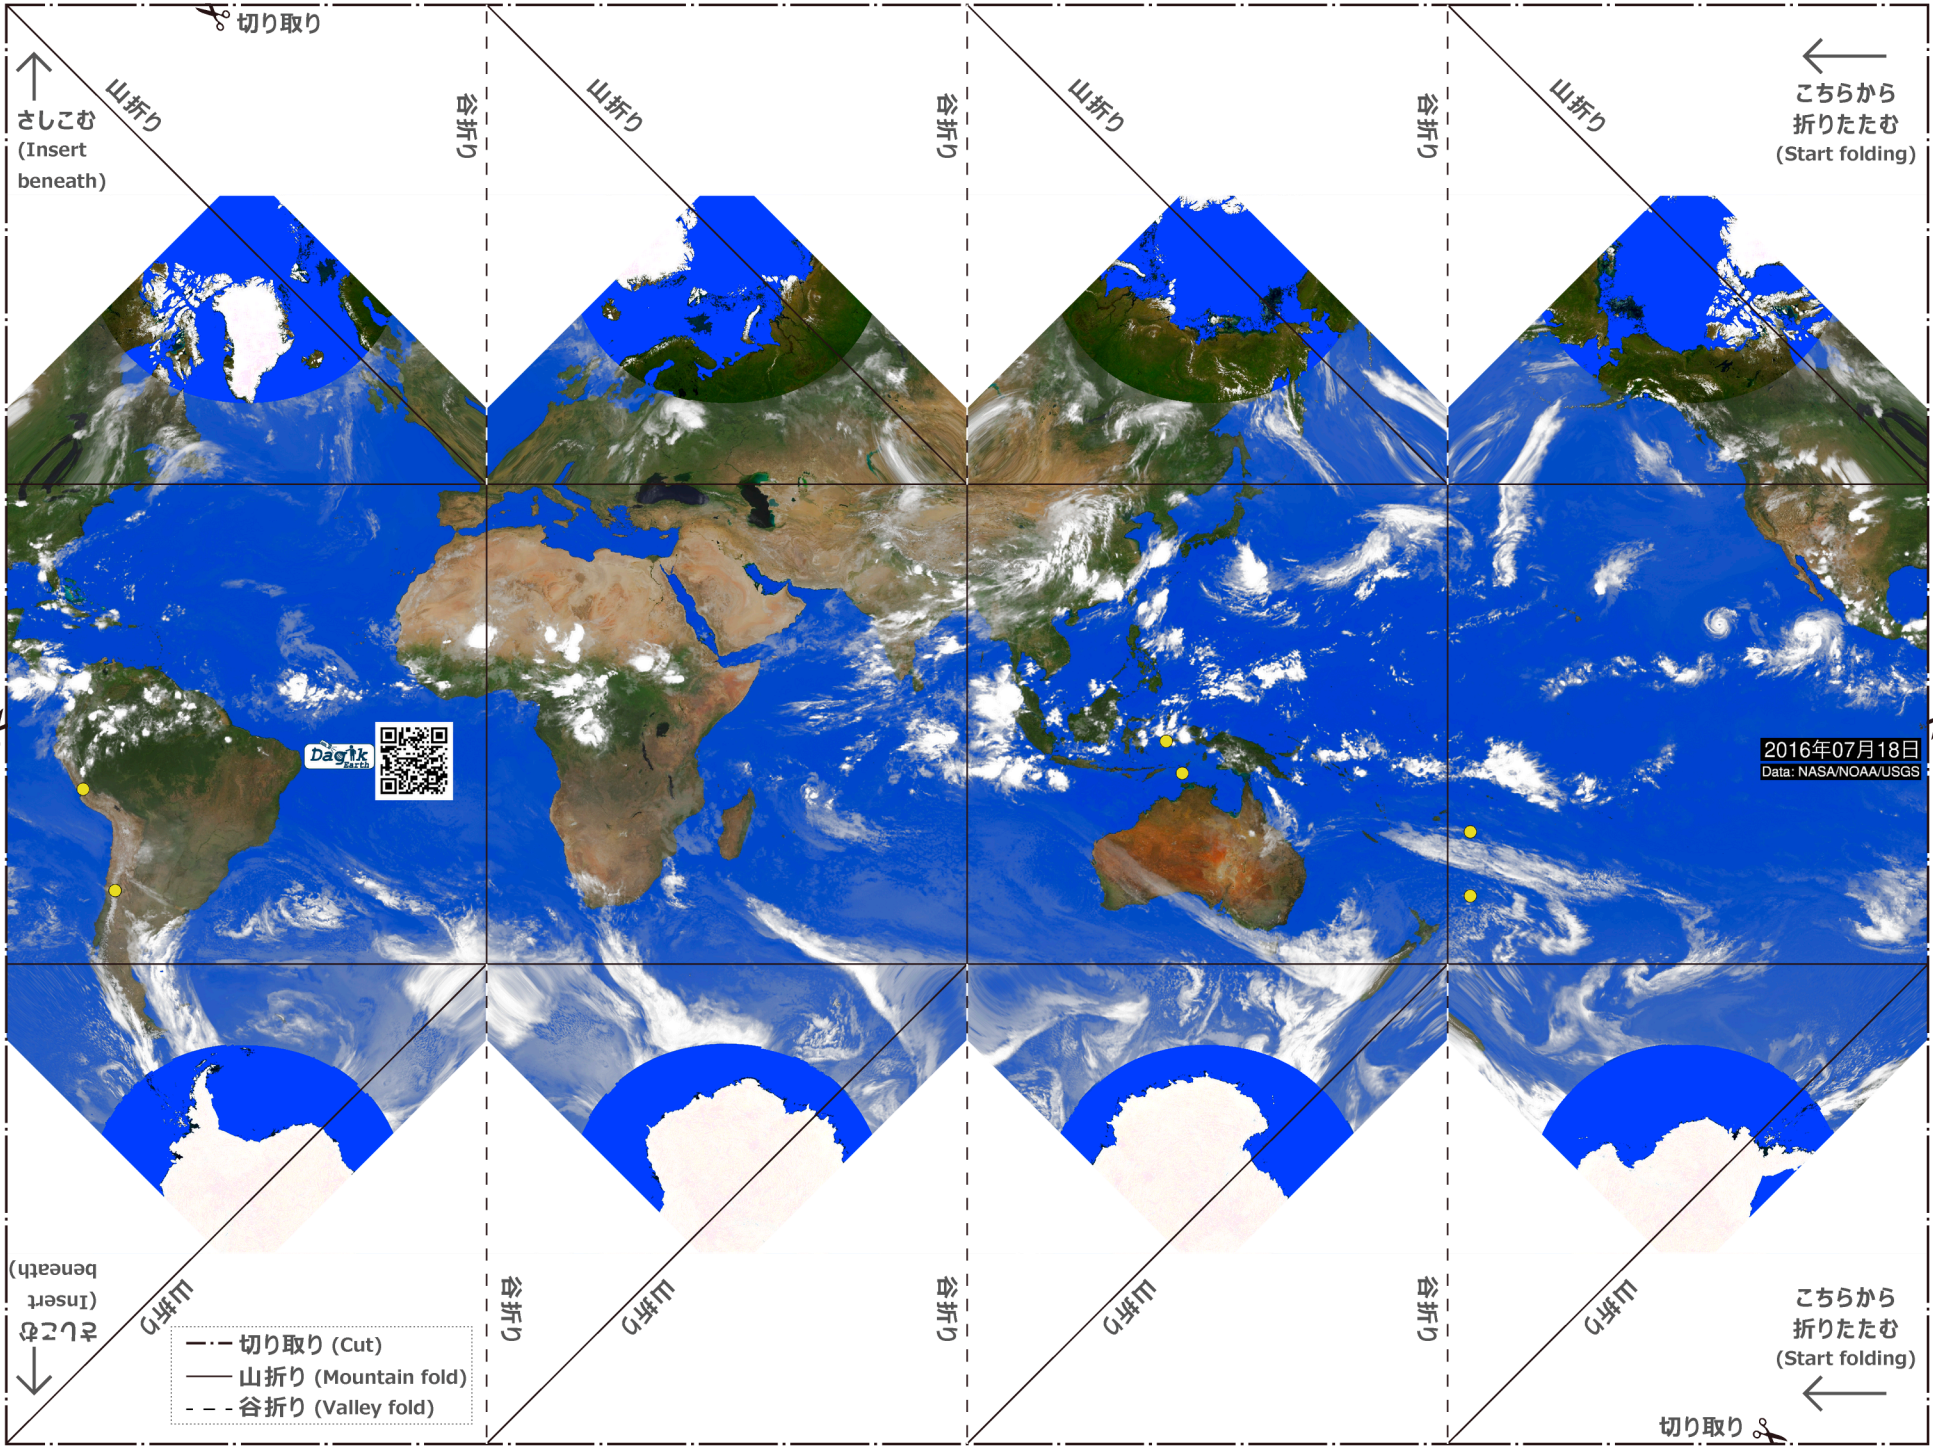 切り取り
山折り
谷折り
山折り
谷折り
山折り
谷折り
山折り
さしこむ
(Insert
beneath)
こちらから
折りたたむ
(Start folding)
Dagik
Earth
2016年07月18日
Data: NASA/NOAA/USGS
さしこむ
(Insert
beneath)
山折り
谷折り
山折り
谷折り
山折り
谷折り
山折り
こちらから
折りたたむ
(Start folding)
切り取り (Cut)
山折り (Mountain fold)
谷折り (Valley fold)
切り取り